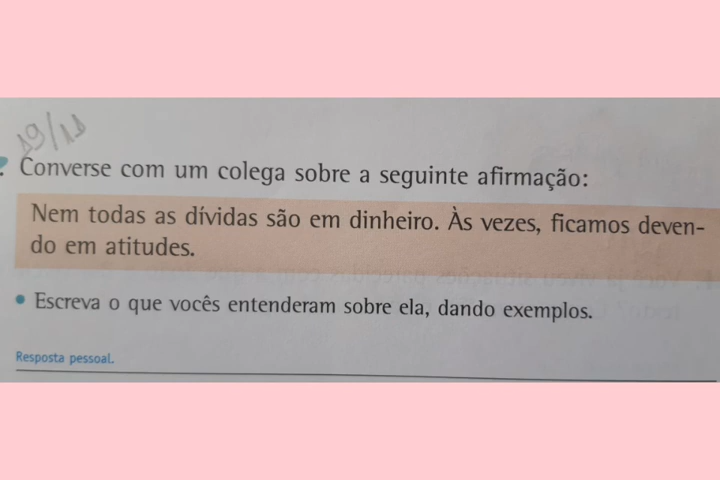 19/11
Converse com um colega sobre a seguinte afirmação:
Nem todas as dívidas são em dinheiro. Às vezes, ficamos deven-
do em atitudes.
• Escreva o que vocês entenderam sobre ela, dando exemplos.
Resposta pessoal.